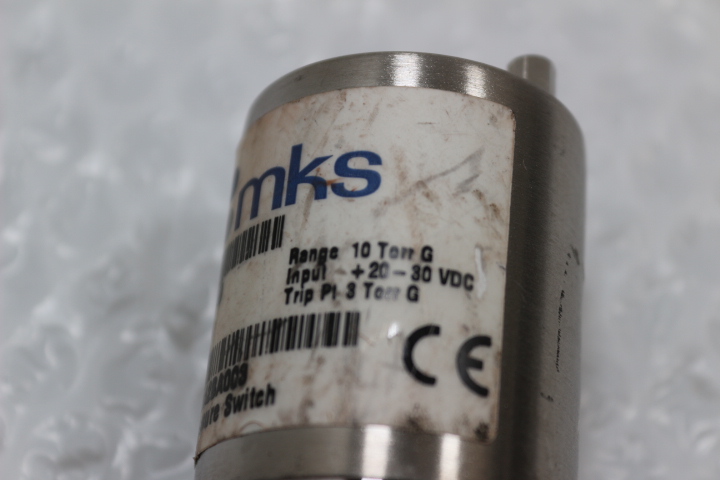 mks
Range 10 Torr G
Input +20-30 VDC
Trip Pt 3 Torr G
CE
Switch